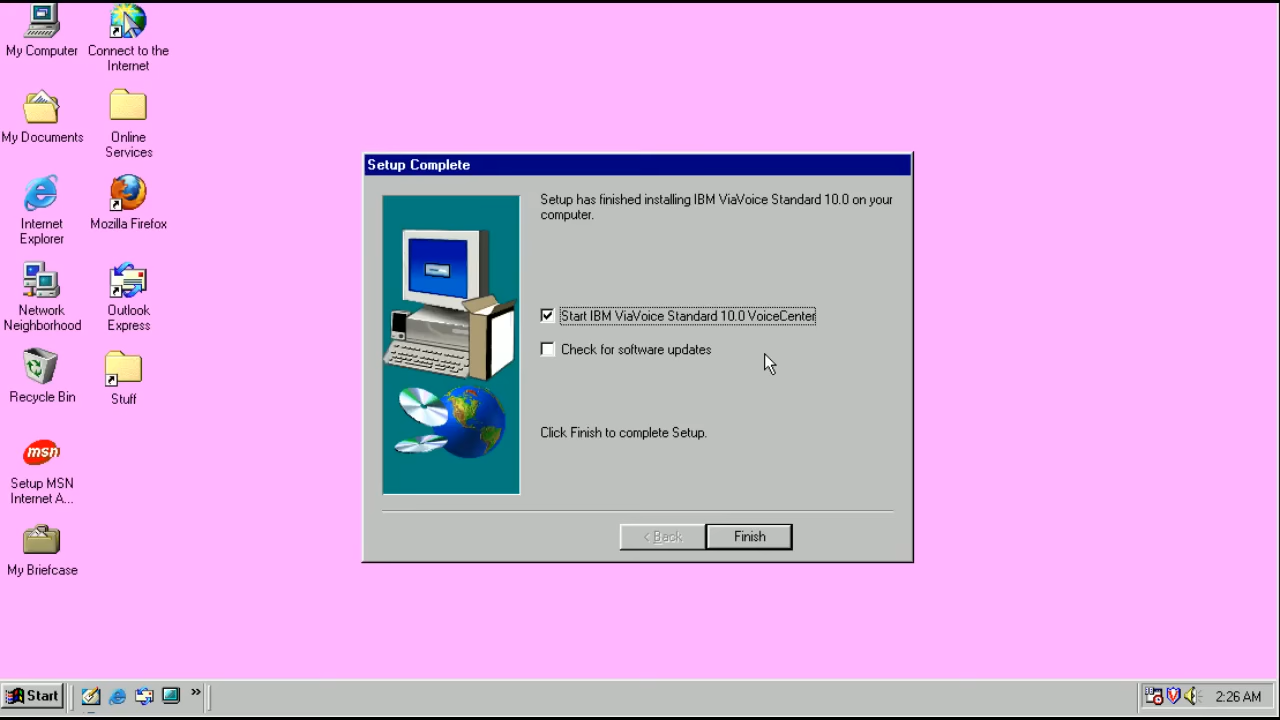 My Computer
Connect to the
Internet
My Documents
Online
Services
Internet
Explorer
Mozilla Firefox
Network
Neighborhood
Outlook
Express
Recycle Bin
Stuff
msn
Setup MSN
Internet A...
My Briefcase
Setup Complete
Setup has finished installing IBM ViaVoice Standard 10.0 on your
computer.
Start IBM ViaVoice Standard 10.0 VoiceCenter
Check for software updates
Click Finish to complete Setup.
< Back
Finish
Start
»
2:26 AM